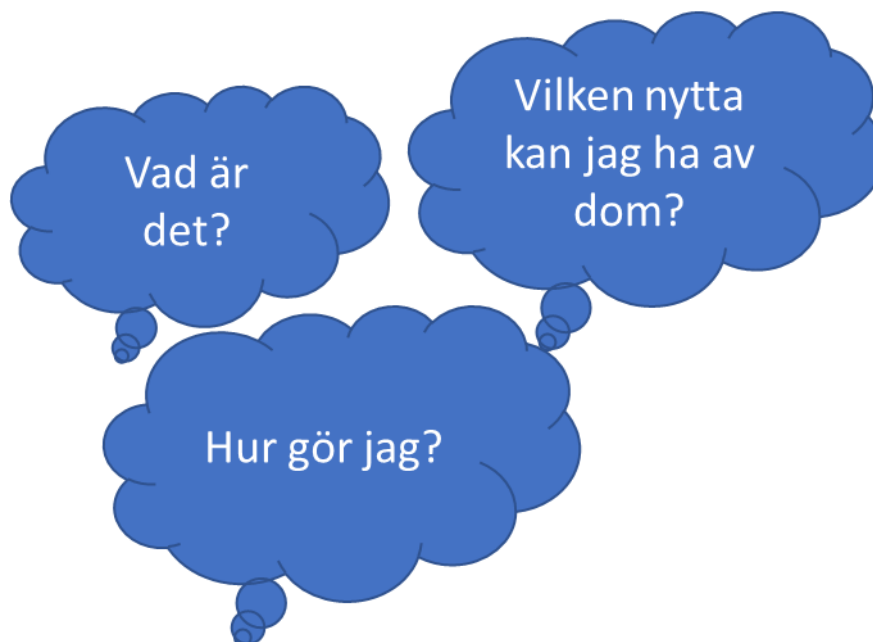 Vad är
det?
Vilken nytta
kan jag ha av
dom?
Hur gör jag?